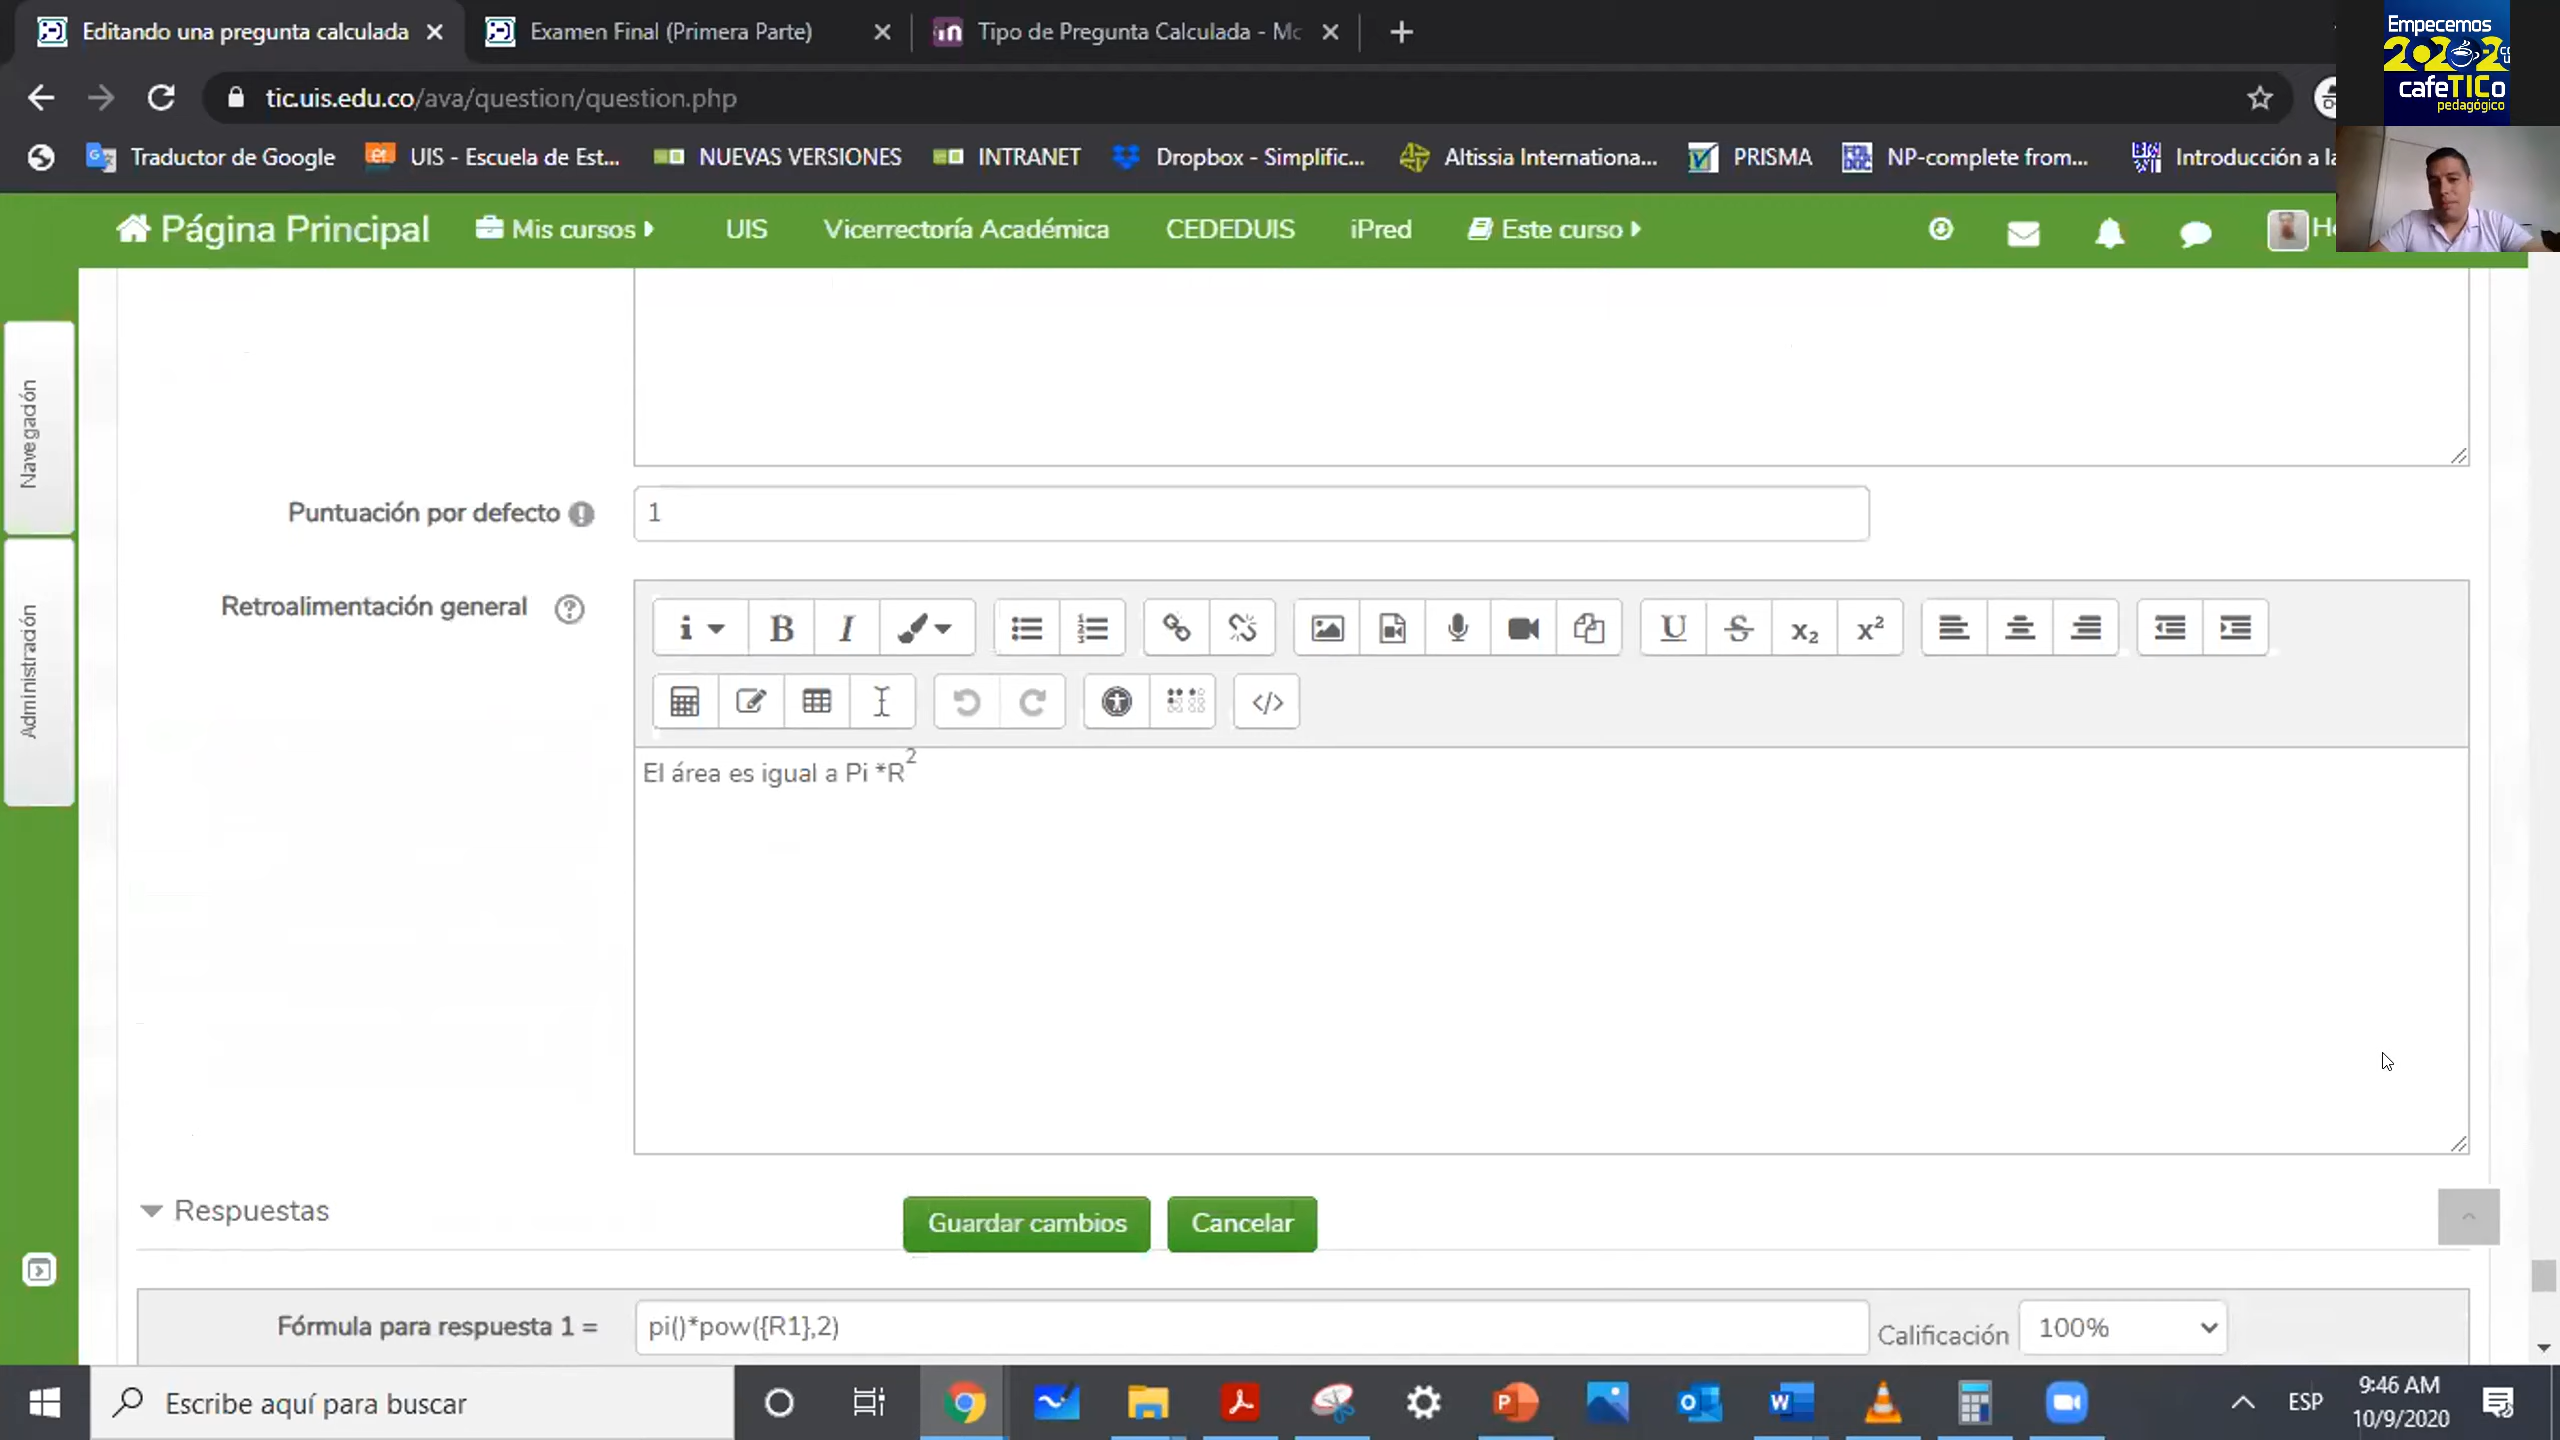 Editando una pregunta calculada
Examen Final (Primera Parte)
Tipo de Pregunta Calculada - Mo
Empecemos
2020-2
cafeTICo
pedagógico
tic.uis.edu.co/ava/question/question.php
Traductor de Google
UIS - Escuela de Est...
NUEVAS VERSIONES
INTRANET
Dropbox - Simplific...
Altissia Internationa...
PRISMA
NP-complete from...
Introducción a la
Página Principal
Mis cursos
UIS
Vicerrectoría Académica
CEDEDUIS
iPred
Este curso
Navegación
Administración
Puntuación por defecto
1
Retroalimentación general
El área es igual a Pi *R²
Respuestas
Guardar cambios
Cancelar
Fórmula para respuesta 1 =
pi()*pow({R1},2)
Calificación
100%
Escribe aquí para buscar
ESP
9:46 AM
10/9/2020